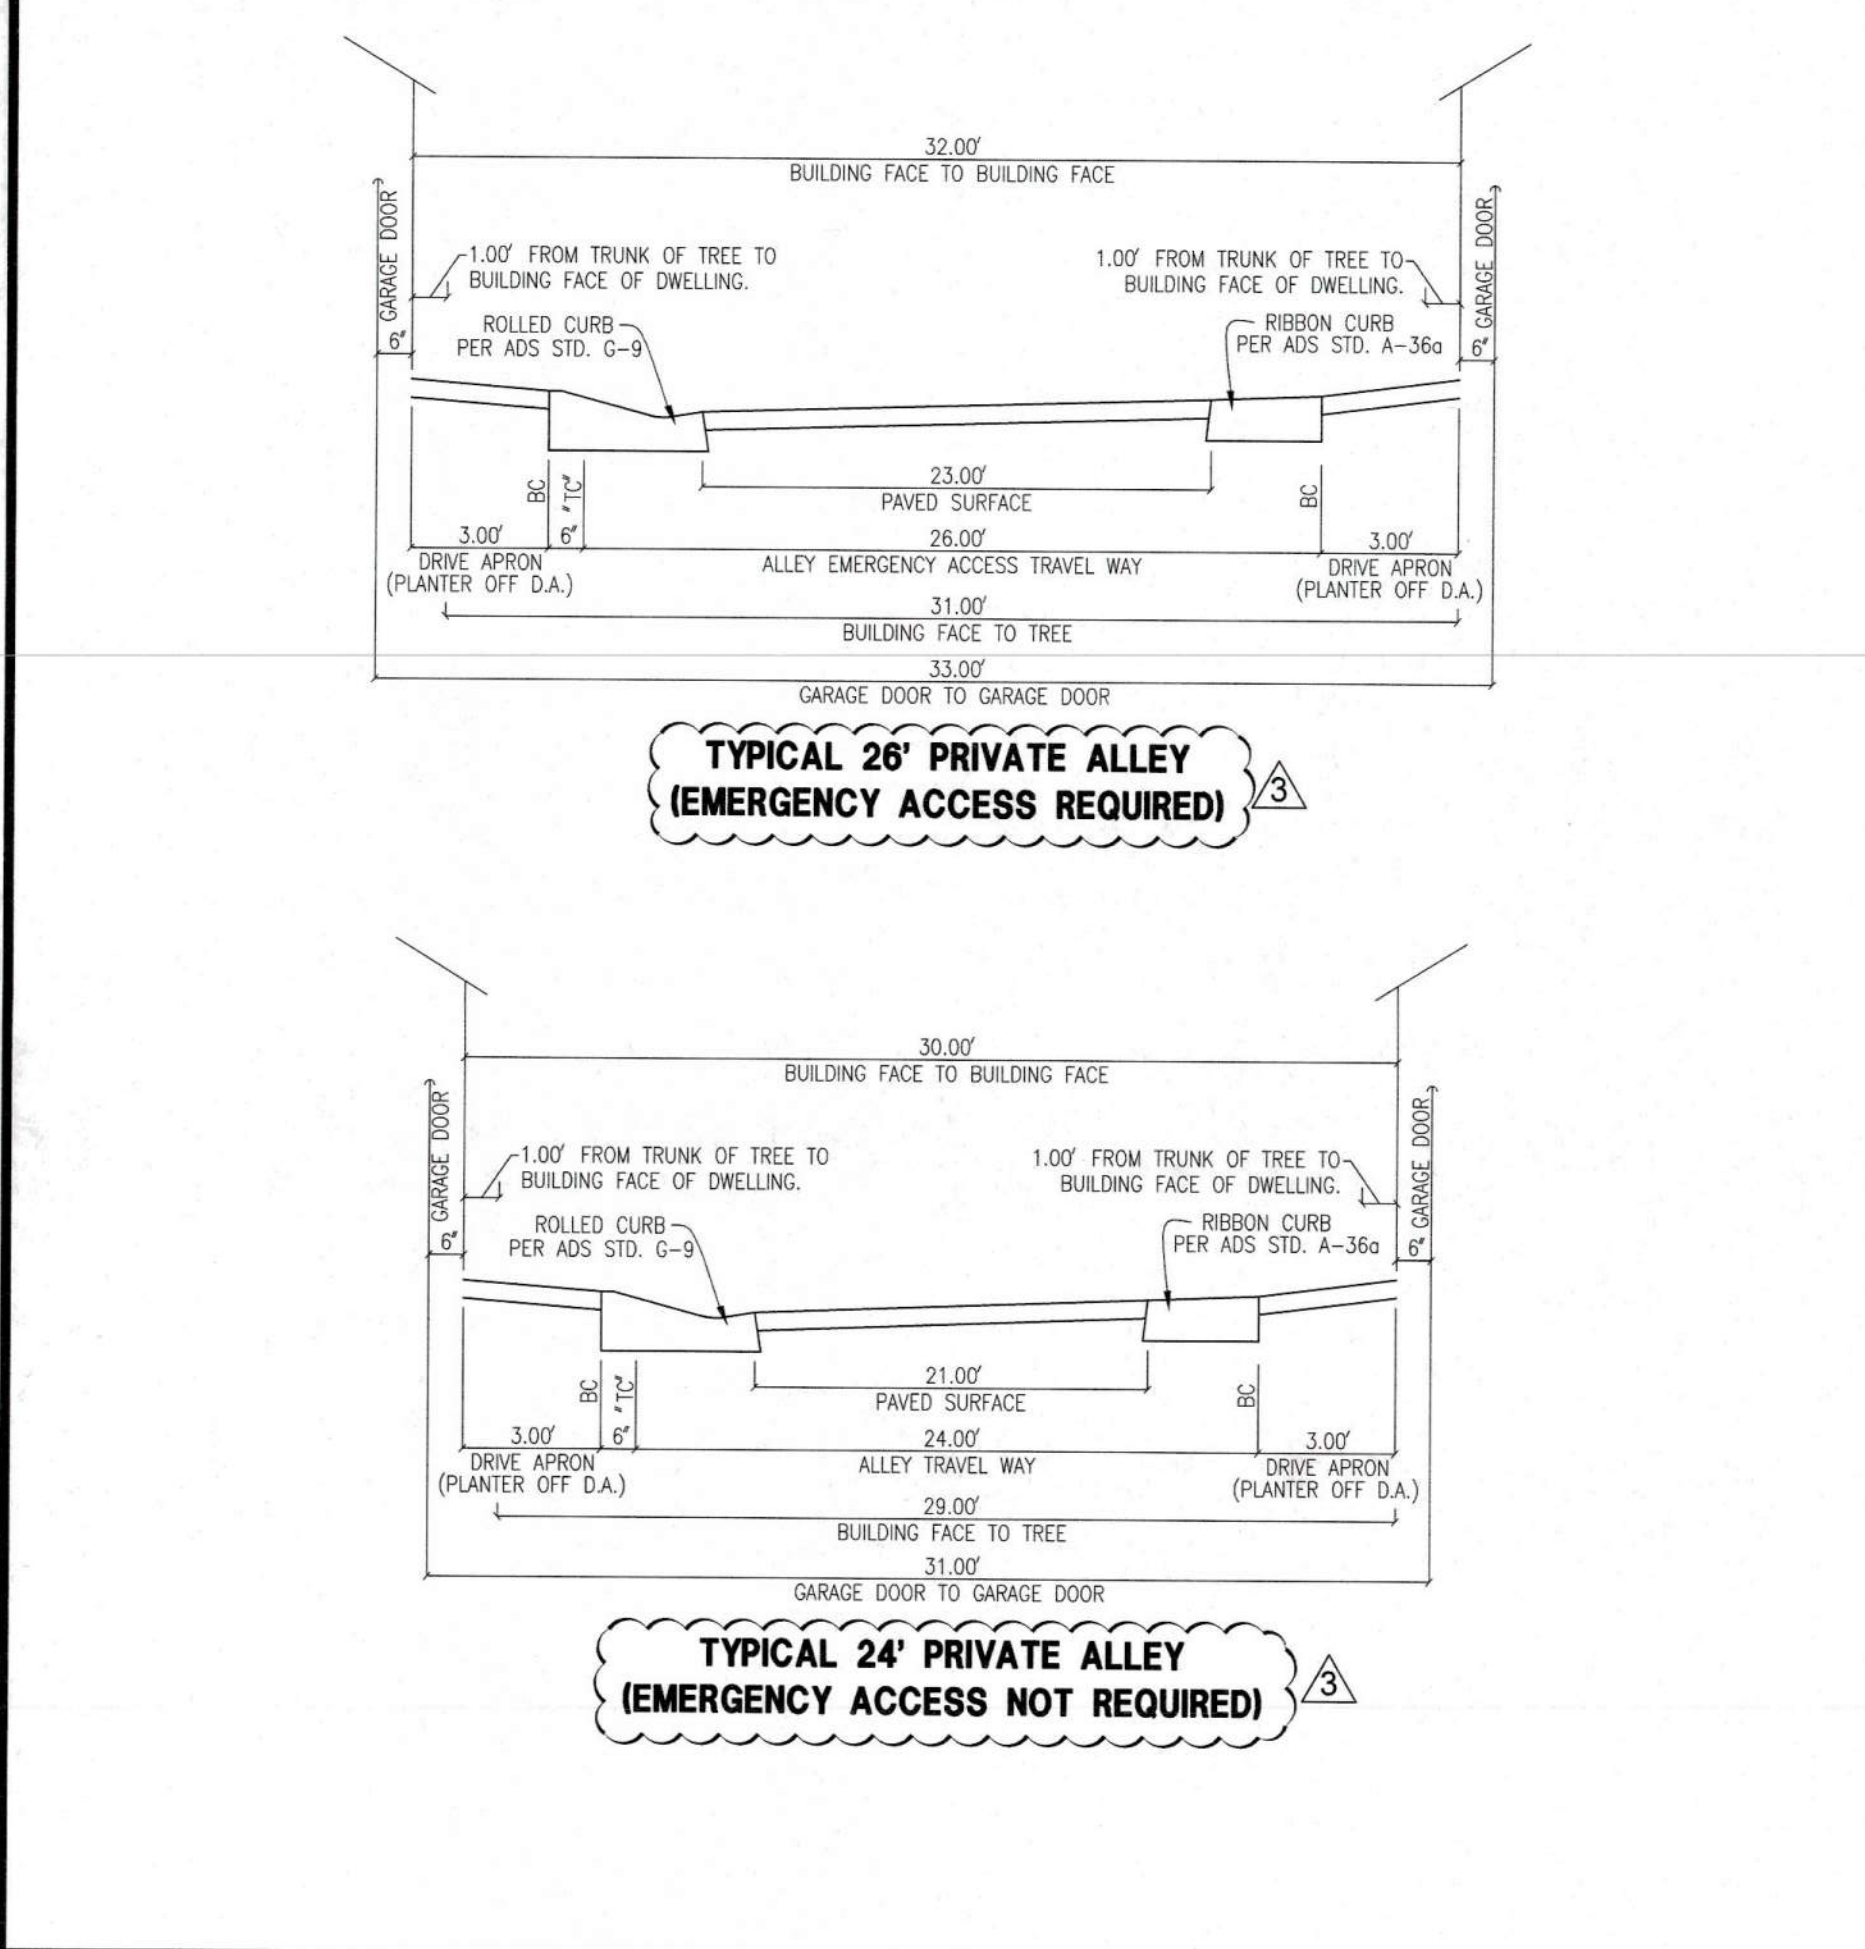 32.00'
BUILDING FACE TO BUILDING FACE
GARAGE DOOR
GARAGE DOOR
1.00' FROM TRUNK OF TREE TO
BUILDING FACE OF DWELLING.
1.00' FROM TRUNK OF TREE TO
BUILDING FACE OF DWELLING.
ROLLED CURB
PER ADS STD. G-9
RIBBON CURB
PER ADS STD. A-36a
6"
6"
23.00'
PAVED SURFACE
BC
"TC"
BC
3.00'
6"
26.00'
3.00'
DRIVE APRON
(PLANTER OFF D.A.)
ALLEY EMERGENCY ACCESS TRAVEL WAY
DRIVE APRON
(PLANTER OFF D.A.)
31.00'
BUILDING FACE TO TREE
33.00'
GARAGE DOOR TO GARAGE DOOR
TYPICAL 26' PRIVATE ALLEY
(EMERGENCY ACCESS REQUIRED)
3
30.00'
BUILDING FACE TO BUILDING FACE
GARAGE DOOR
GARAGE DOOR
1.00' FROM TRUNK OF TREE TO
BUILDING FACE OF DWELLING.
1.00' FROM TRUNK OF TREE TO
BUILDING FACE OF DWELLING.
ROLLED CURB
PER ADS STD. G-9
RIBBON CURB
PER ADS STD. A-36a
6"
6"
21.00'
PAVED SURFACE
BC
"TC"
BC
3.00'
6"
24.00'
3.00'
DRIVE APRON
(PLANTER OFF D.A.)
ALLEY TRAVEL WAY
DRIVE APRON
(PLANTER OFF D.A.)
29.00'
BUILDING FACE TO TREE
31.00'
GARAGE DOOR TO GARAGE DOOR
TYPICAL 24' PRIVATE ALLEY
(EMERGENCY ACCESS NOT REQUIRED)
3